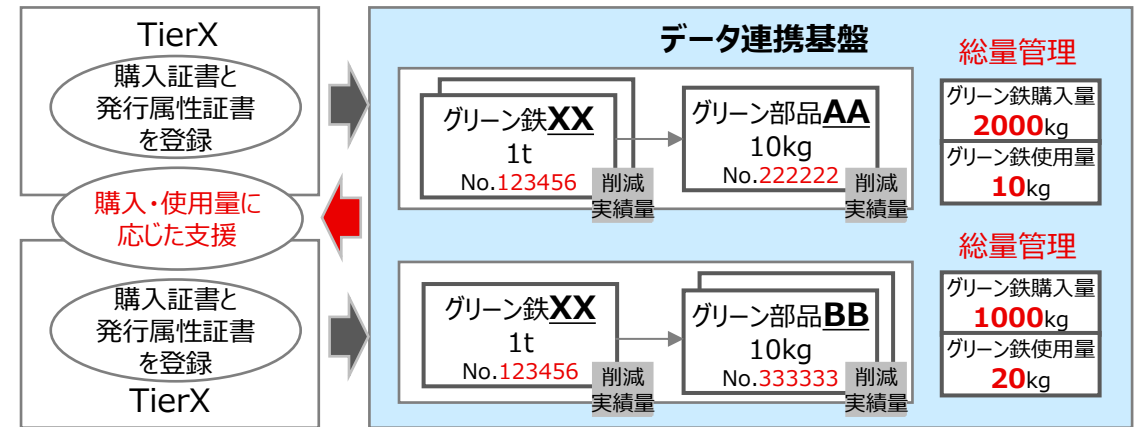 TierX
購入証書と
発行属性証書
を登録
購入・使用量に
応じた支援
購入証書と
発行属性証書
を登録
TierX
データ連携基盤
グリーン鉄XX
1t
No.123456
削減
実績量
グリーン部品AA
10kg
No.222222
削減
実績量
総量管理
グリーン鉄購入量
2000kg
グリーン鉄使用量
10kg
グリーン鉄XX
1t
No.123456
削減
実績量
グリーン部品BB
10kg
No.333333
削減
実績量
総量管理
グリーン鉄購入量
1000kg
グリーン鉄使用量
20kg